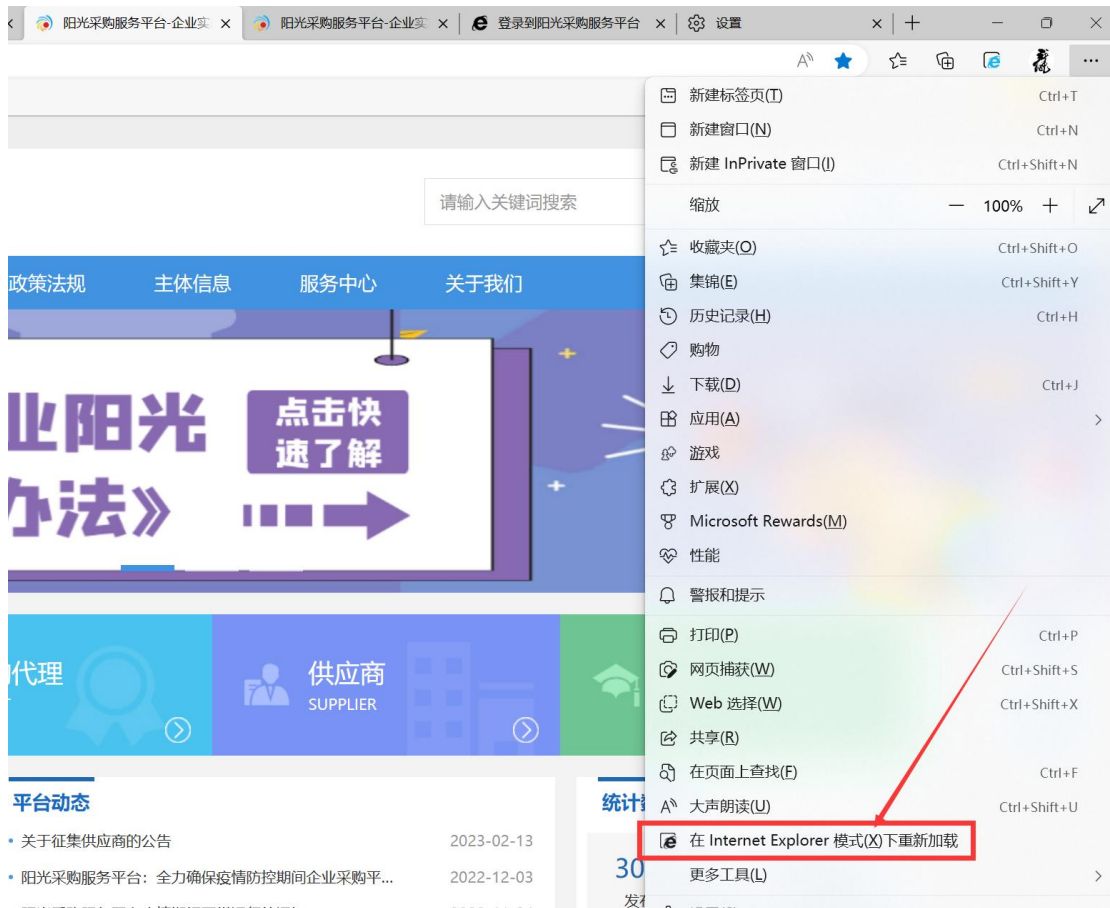 阳光采购服务平台-企业实
阳光采购服务平台-企业实
登录到阳光采购服务平台
设置
新建标签页(T) Ctrl+T
新建窗口(N) Ctrl+N
新建 InPrivate 窗口(I) Ctrl+Shift+N
请输入关键词搜索
缩放 100%
收藏夹(O) Ctrl+Shift+O
集锦(E) Ctrl+Shift+Y
历史记录(H) Ctrl+H
购物
下载(D) Ctrl+J
应用(A)
游戏
扩展(X)
Microsoft Rewards(M)
性能
警报和提示
打印(P) Ctrl+P
网页捕获(W) Ctrl+Shift+S
Web 选择(W) Ctrl+Shift+X
共享(R)
在页面上查找(F) Ctrl+F
大声朗读(U) Ctrl+Shift+U
在 Internet Explorer 模式(X)下重新加载
更多工具(L)
政策法规 主体信息 服务中心 关于我们
业阳光
办法》
点击快
速了解
代理
供应商
SUPPLIER
平台动态
关于征集供应商的公告 2023-02-13
阳光采购服务平台：全力确保疫情防控期间企业采购平... 2022-12-03
统计
30